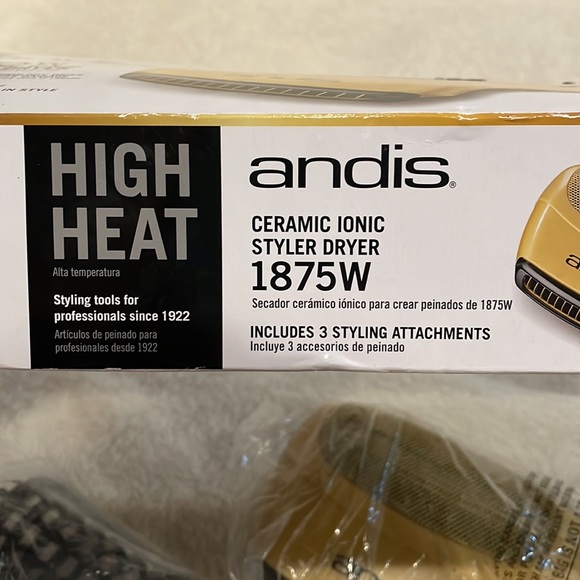 IN STYLE
HIGH
HEAT
Alta temperatura
Styling tools for
professionals since 1922
Artículos de peinado para
profesionales desde 1922
andis®
CERAMIC IONIC
STYLER DRYER
1875W
Secador cerámico iónico para crear peinados de 1875W
INCLUDES 3 STYLING ATTACHMENTS
Incluye 3 accesorios de peinado